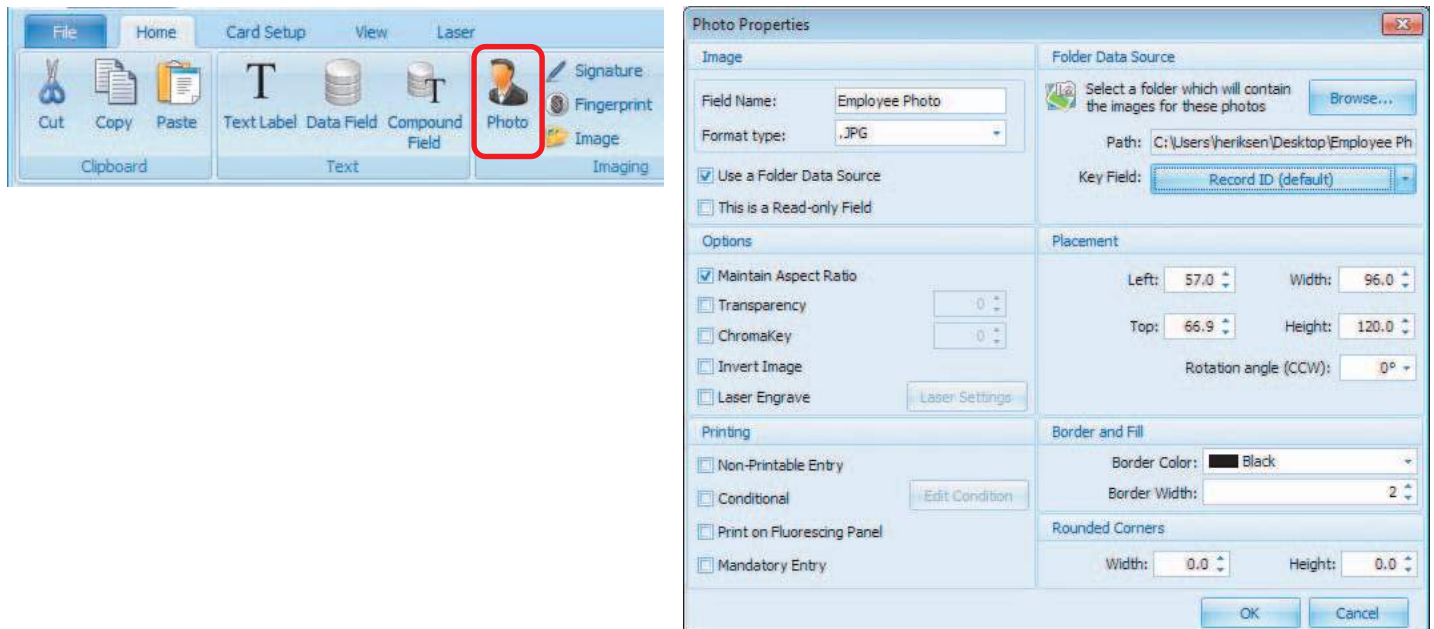 File Home Card Setup View Laser
Cut Copy Paste Text Label Data Field Compound Field Photo Signature
Fingerprint
Image
Clipboard Text Imaging
Photo Properties
Image
Field Name: Employee Photo
Format type: .JPG
Use a Folder Data Source
This is a Read-only Field
Folder Data Source
Select a folder which will contain
the images for these photos
Browse...
Path: C:\Users\heriksen\Desktop\Employee Ph
Key Field: Record ID (default)
Options
Maintain Aspect Ratio
Transparency 0
ChromaKey 0
Invert Image
Laser Engrave Laser Settings
Placement
Left: 57.0 Width: 96.0
Top: 66.9 Height: 120.0
Rotation angle (CCW): 0°
Printing
Non-Printable Entry
Conditional Edit Condition
Print on Fluorescing Panel
Mandatory Entry
Border and Fill
Border Color: Black
Border Width: 2
Rounded Corners
Width: 0.0 Height: 0.0
OK Cancel